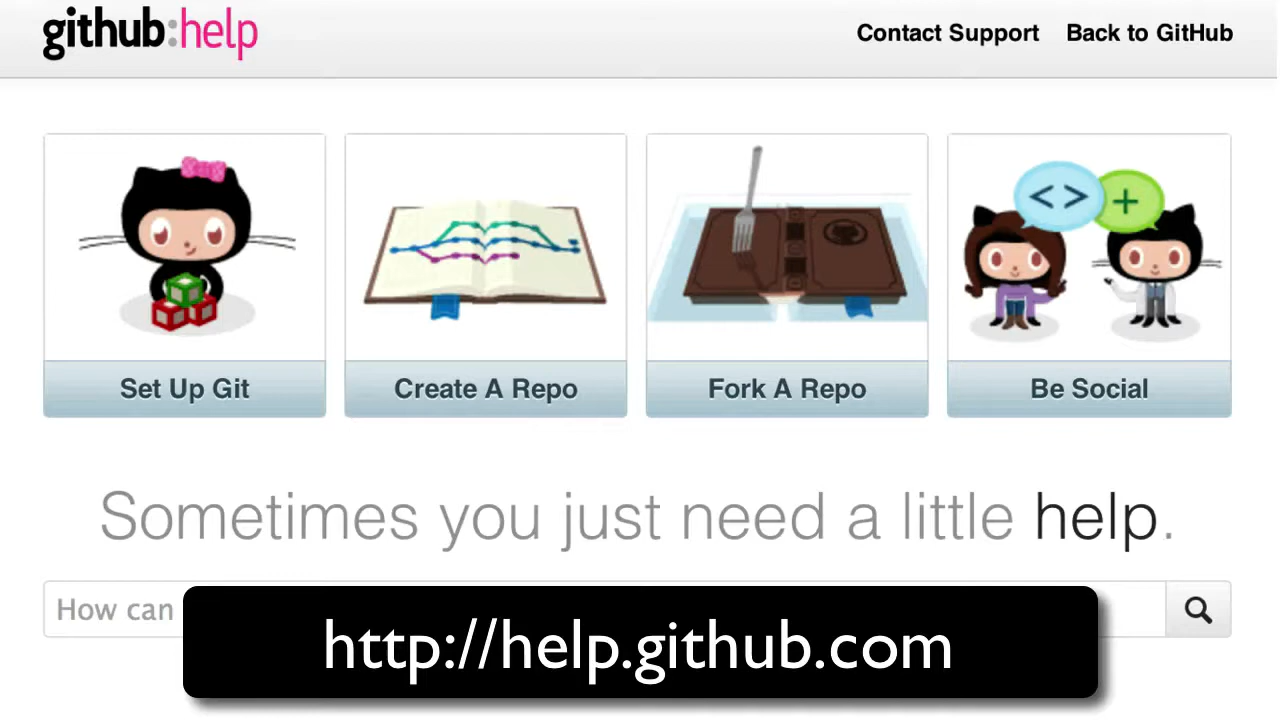 github:help
Contact Support Back to GitHub
Set Up Git Create A Repo Fork A Repo Be Social
Sometimes you just need a little help.
How can
http://help.github.com